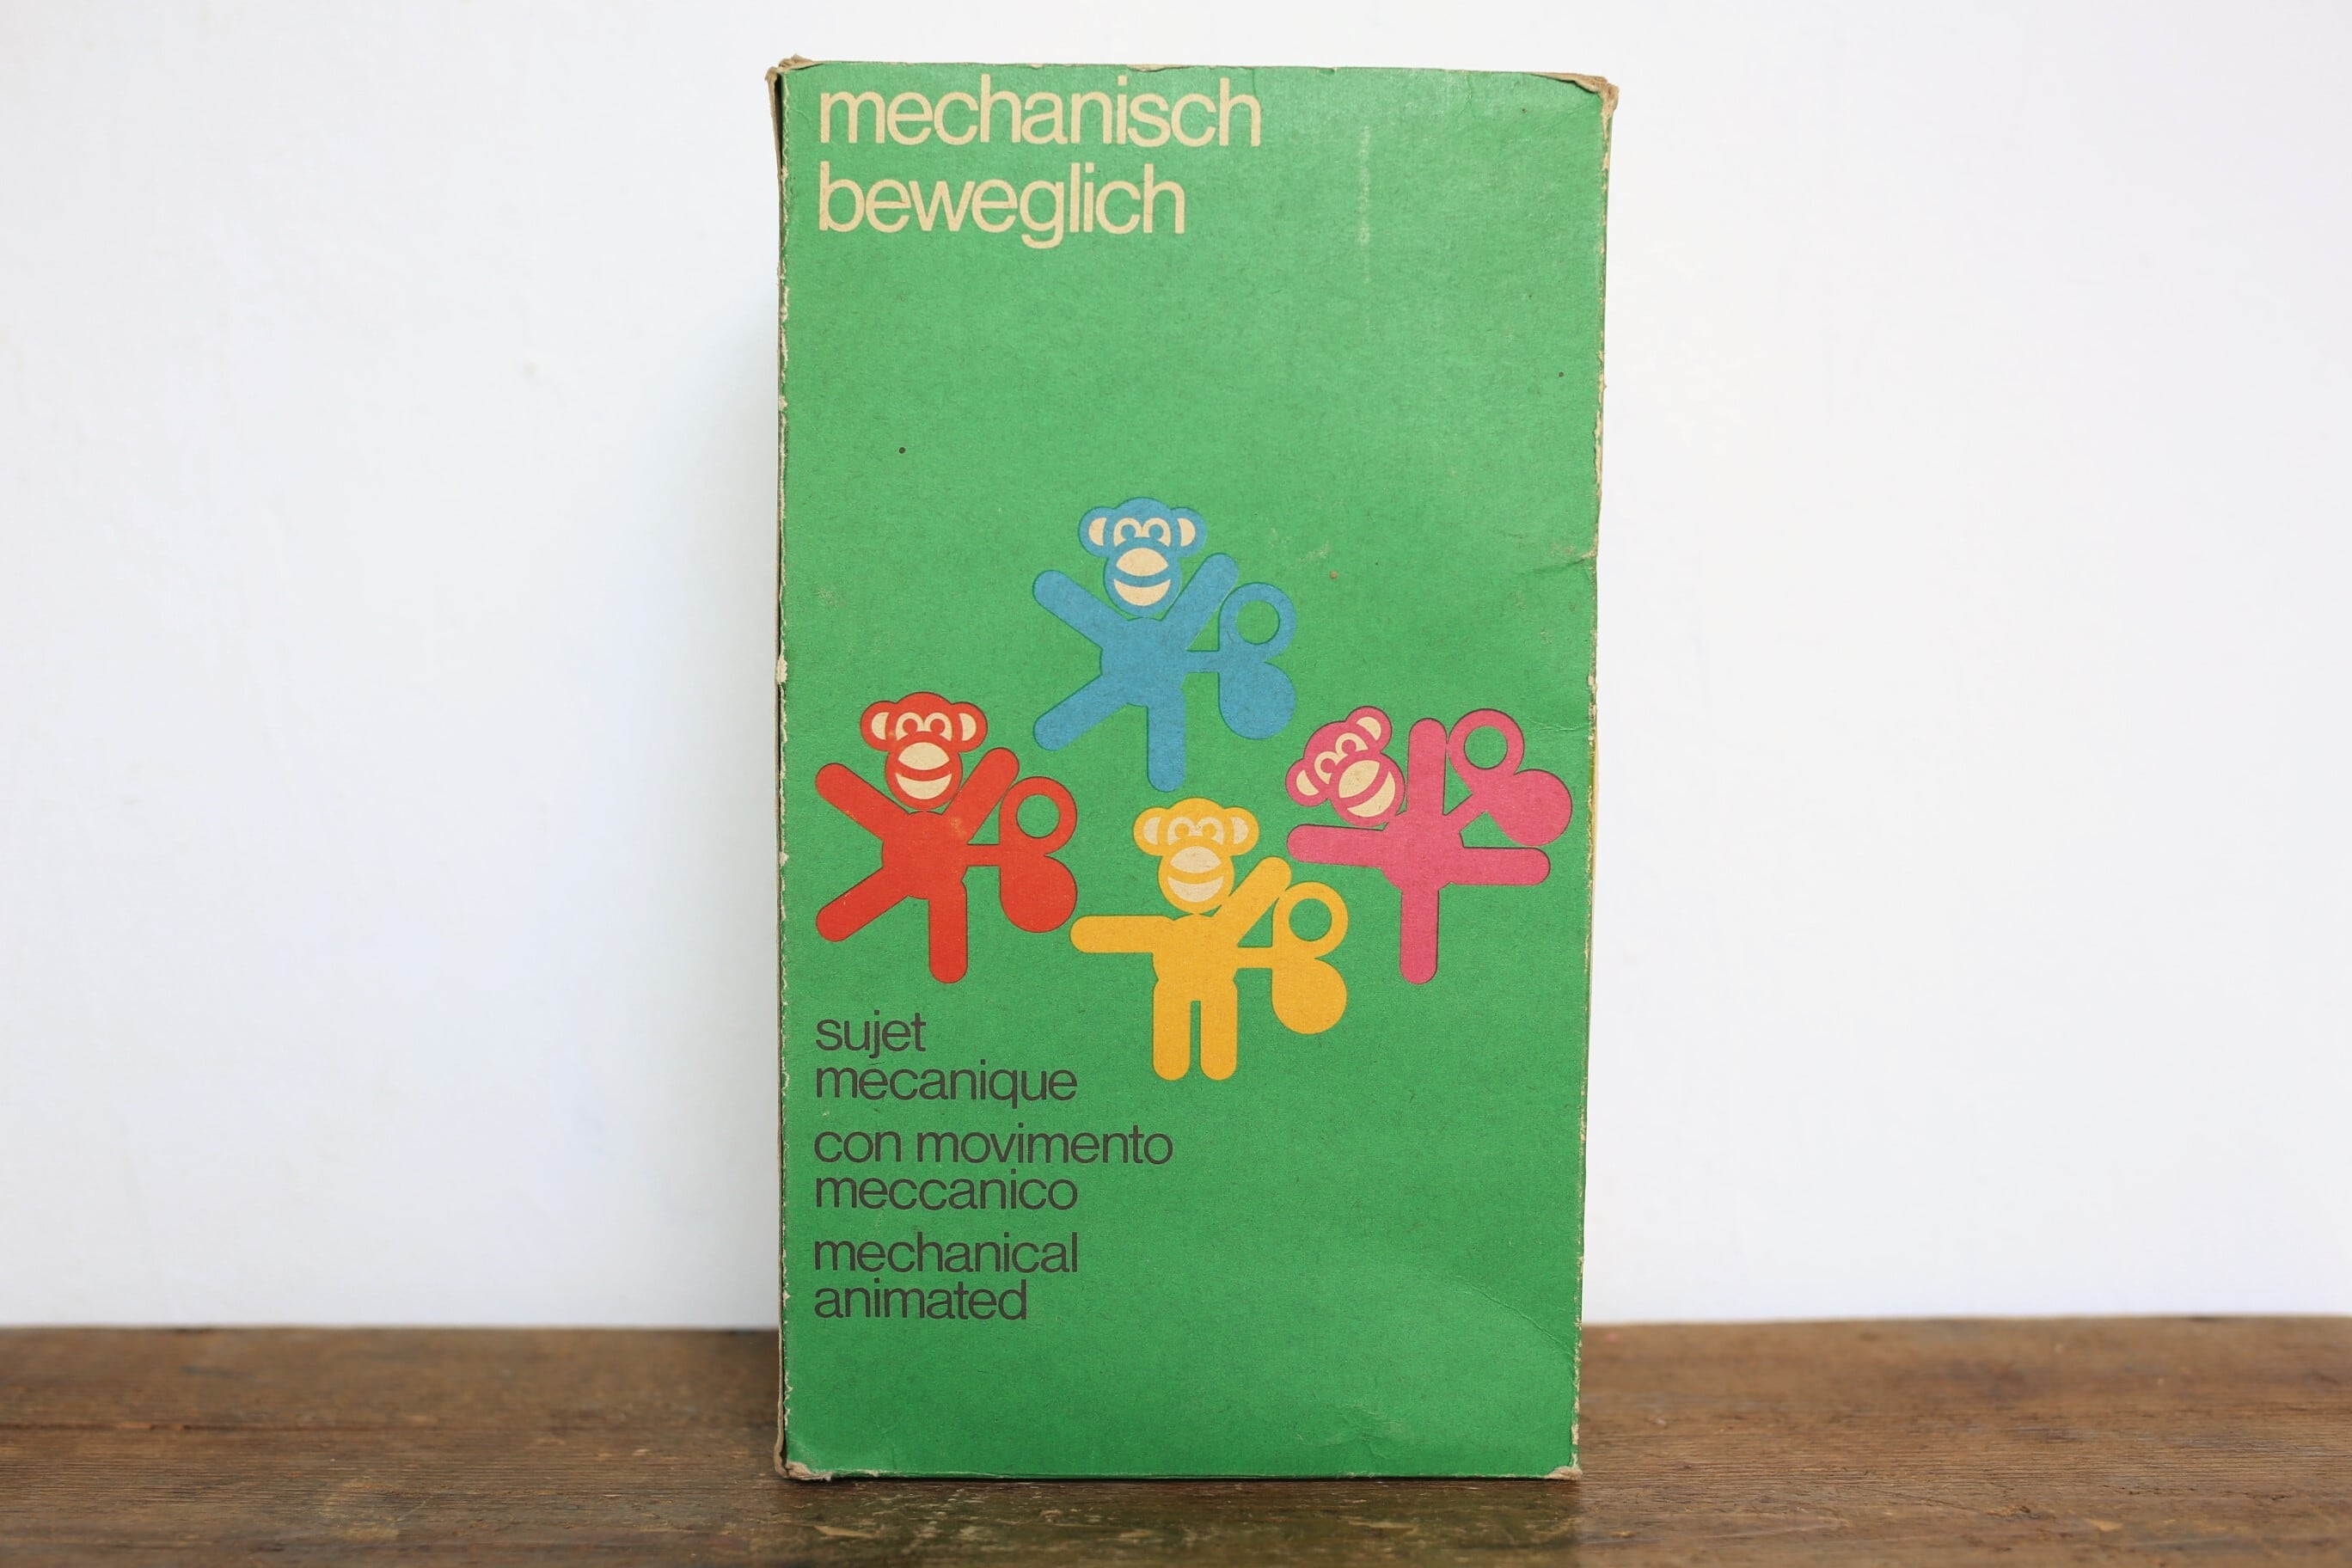 mechanisch
beweglich
sujet
mécanique
con movimento
meccanico
mechanical
animated